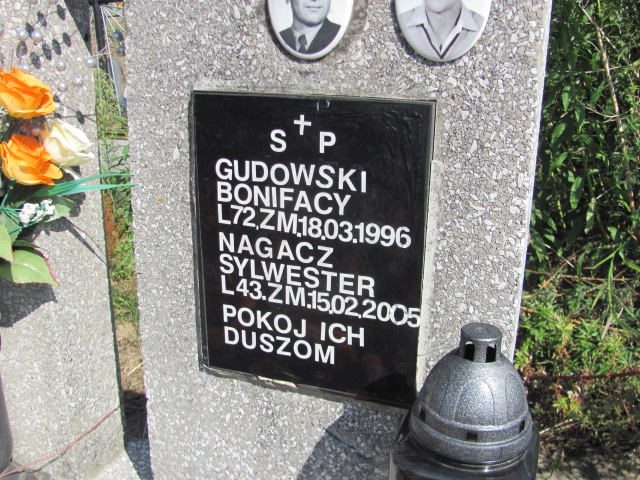 S + P
GUDOWSKI
BONIFACY
L72,ZM,18.03.1996
NAGACZ
SYLWESTER
L43.ZM.15.02,2005
POKOJ ICH
DUSZOM